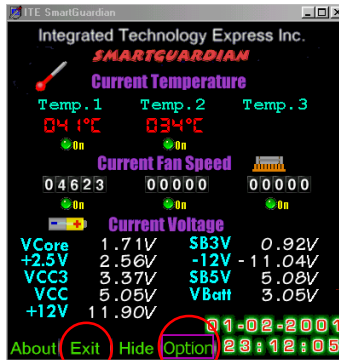 ITE SmartGuardian
Integrated Technology Express Inc.
SMARTGUARDIAN
Current Temperature
Temp.1 Temp.2 Temp.3
041°C 034°C
On On
Current Fan Speed
04623 00000 00000
On On On
Current Voltage
VCore 1.71V SB3V 0.92V
+2.5V 2.56V -12V -11.04V
VCC3 3.37V SB5V 5.08V
VCC 5.05V VBatt 3.05V
+12V 11.90V
01-02-2001
About Exit Hide Option 23:12:05